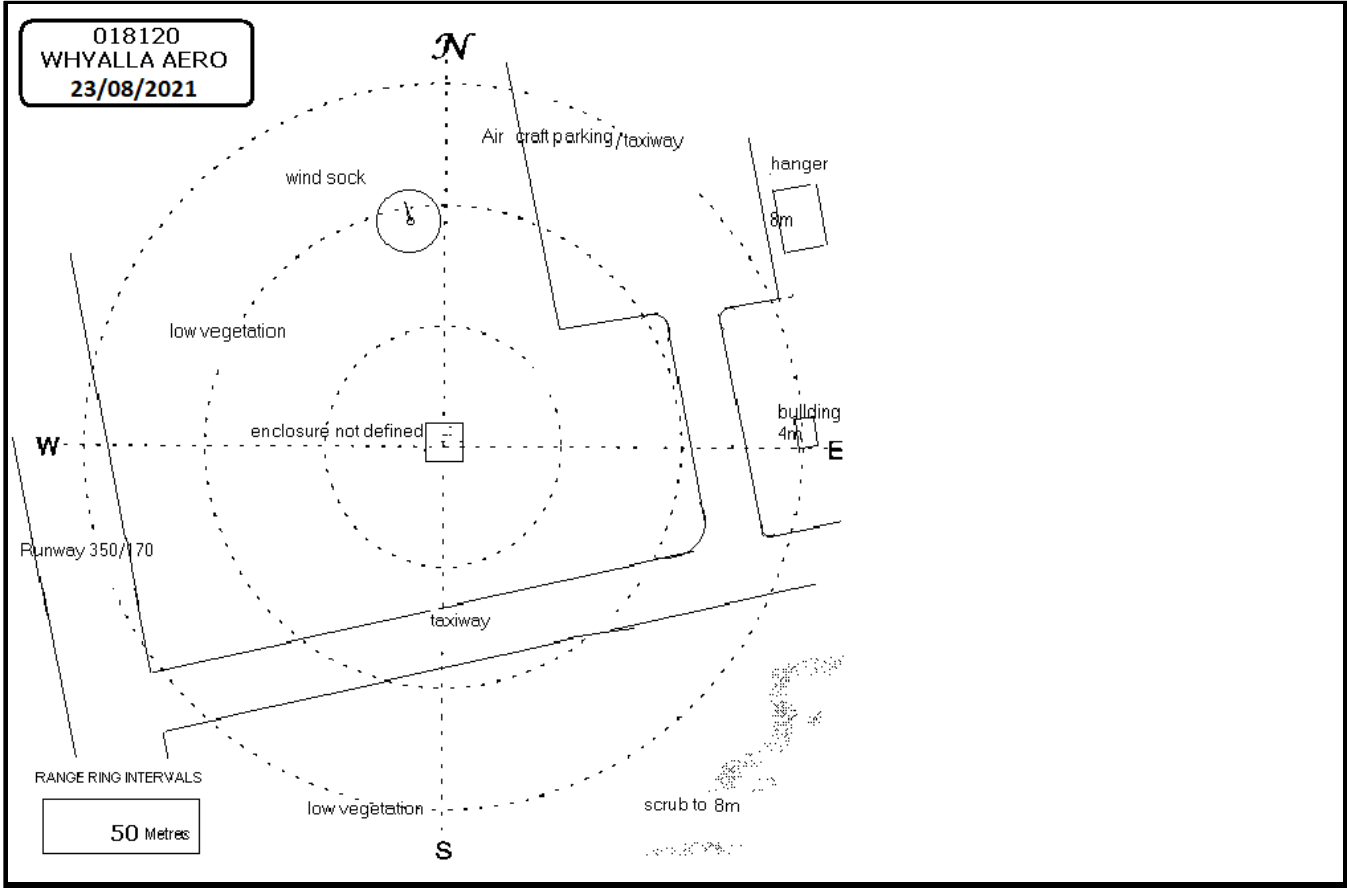 018120
WHYALLA AERO
23/08/2021
N
Air craft parking/taxiway
hanger
wind sock
8m
low vegetation
building
enclosure not defined
4m
W
E
Runway 350/170
taxiway
RANGE RING INTERVALS
low vegetation
scrub to 8m
50 Metres
S